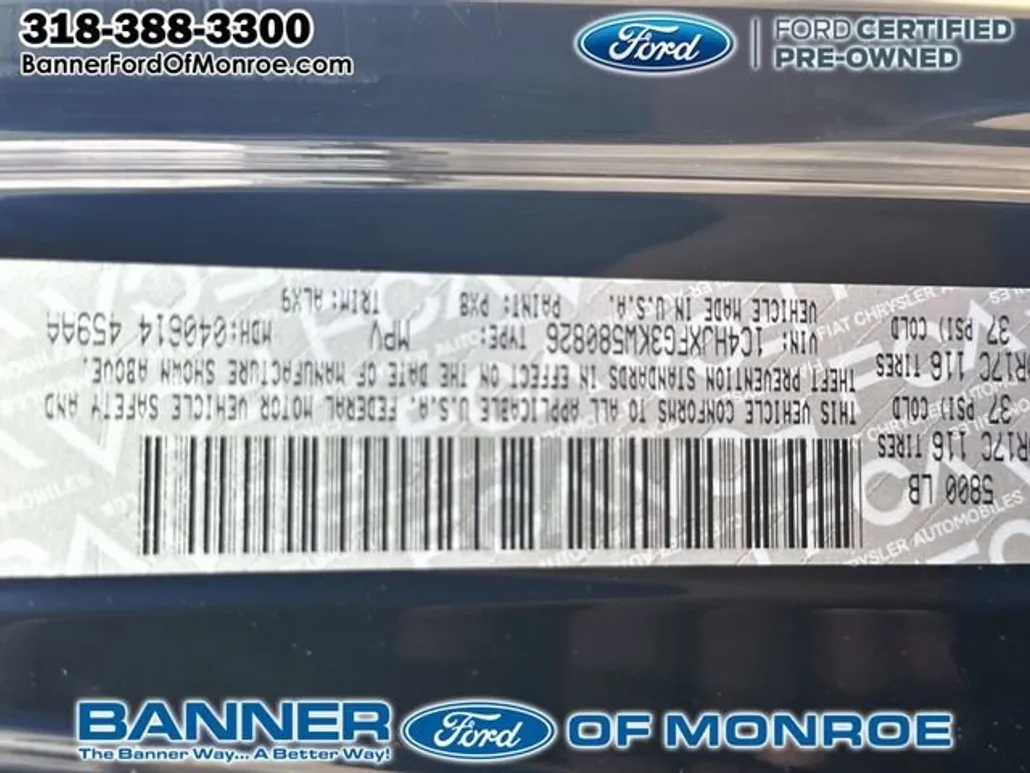 318-388-3300
BannerFordOfMonroe.com
Ford
FORD CERTIFIED
PRE-OWNED
5800 LB
R17C 116 TIRES
37 PSI) COLD
R17C 116 TIRES
37 PSI) COLD
THIS VEHICLE CONFORMS TO ALL APPLICABLE U.S.A. FEDERAL MOTOR VEHICLE SAFETY AND
THEFT PREVENTION STANDARDS IN EFFECT ON THE DATE OF MANUFACTURE SHOWN ABOVE.
VIN: 1C4HJXFG3KW580826 TYPE: MPV MDH:040614 459AA
VEHICLE MADE IN U.S.A. PAINT: PX8 TRIM:ALX9
BANNER Ford OF MONROE
The Banner Way... A Better Way!